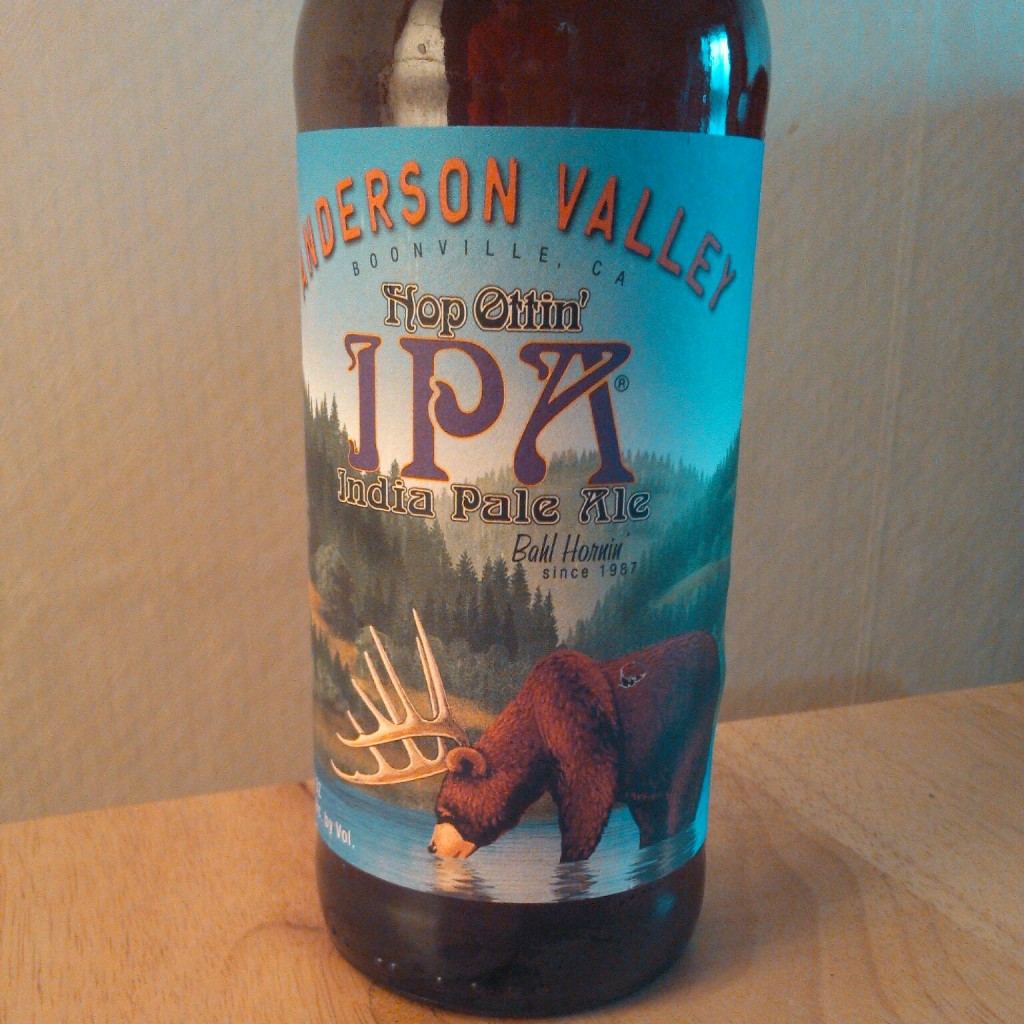 ANDERSON VALLEY
BOONVILLE, CA
Hop Ottin'
IPA®
India Pale Ale
Bahl Hornin'
since 1987
by Vol.